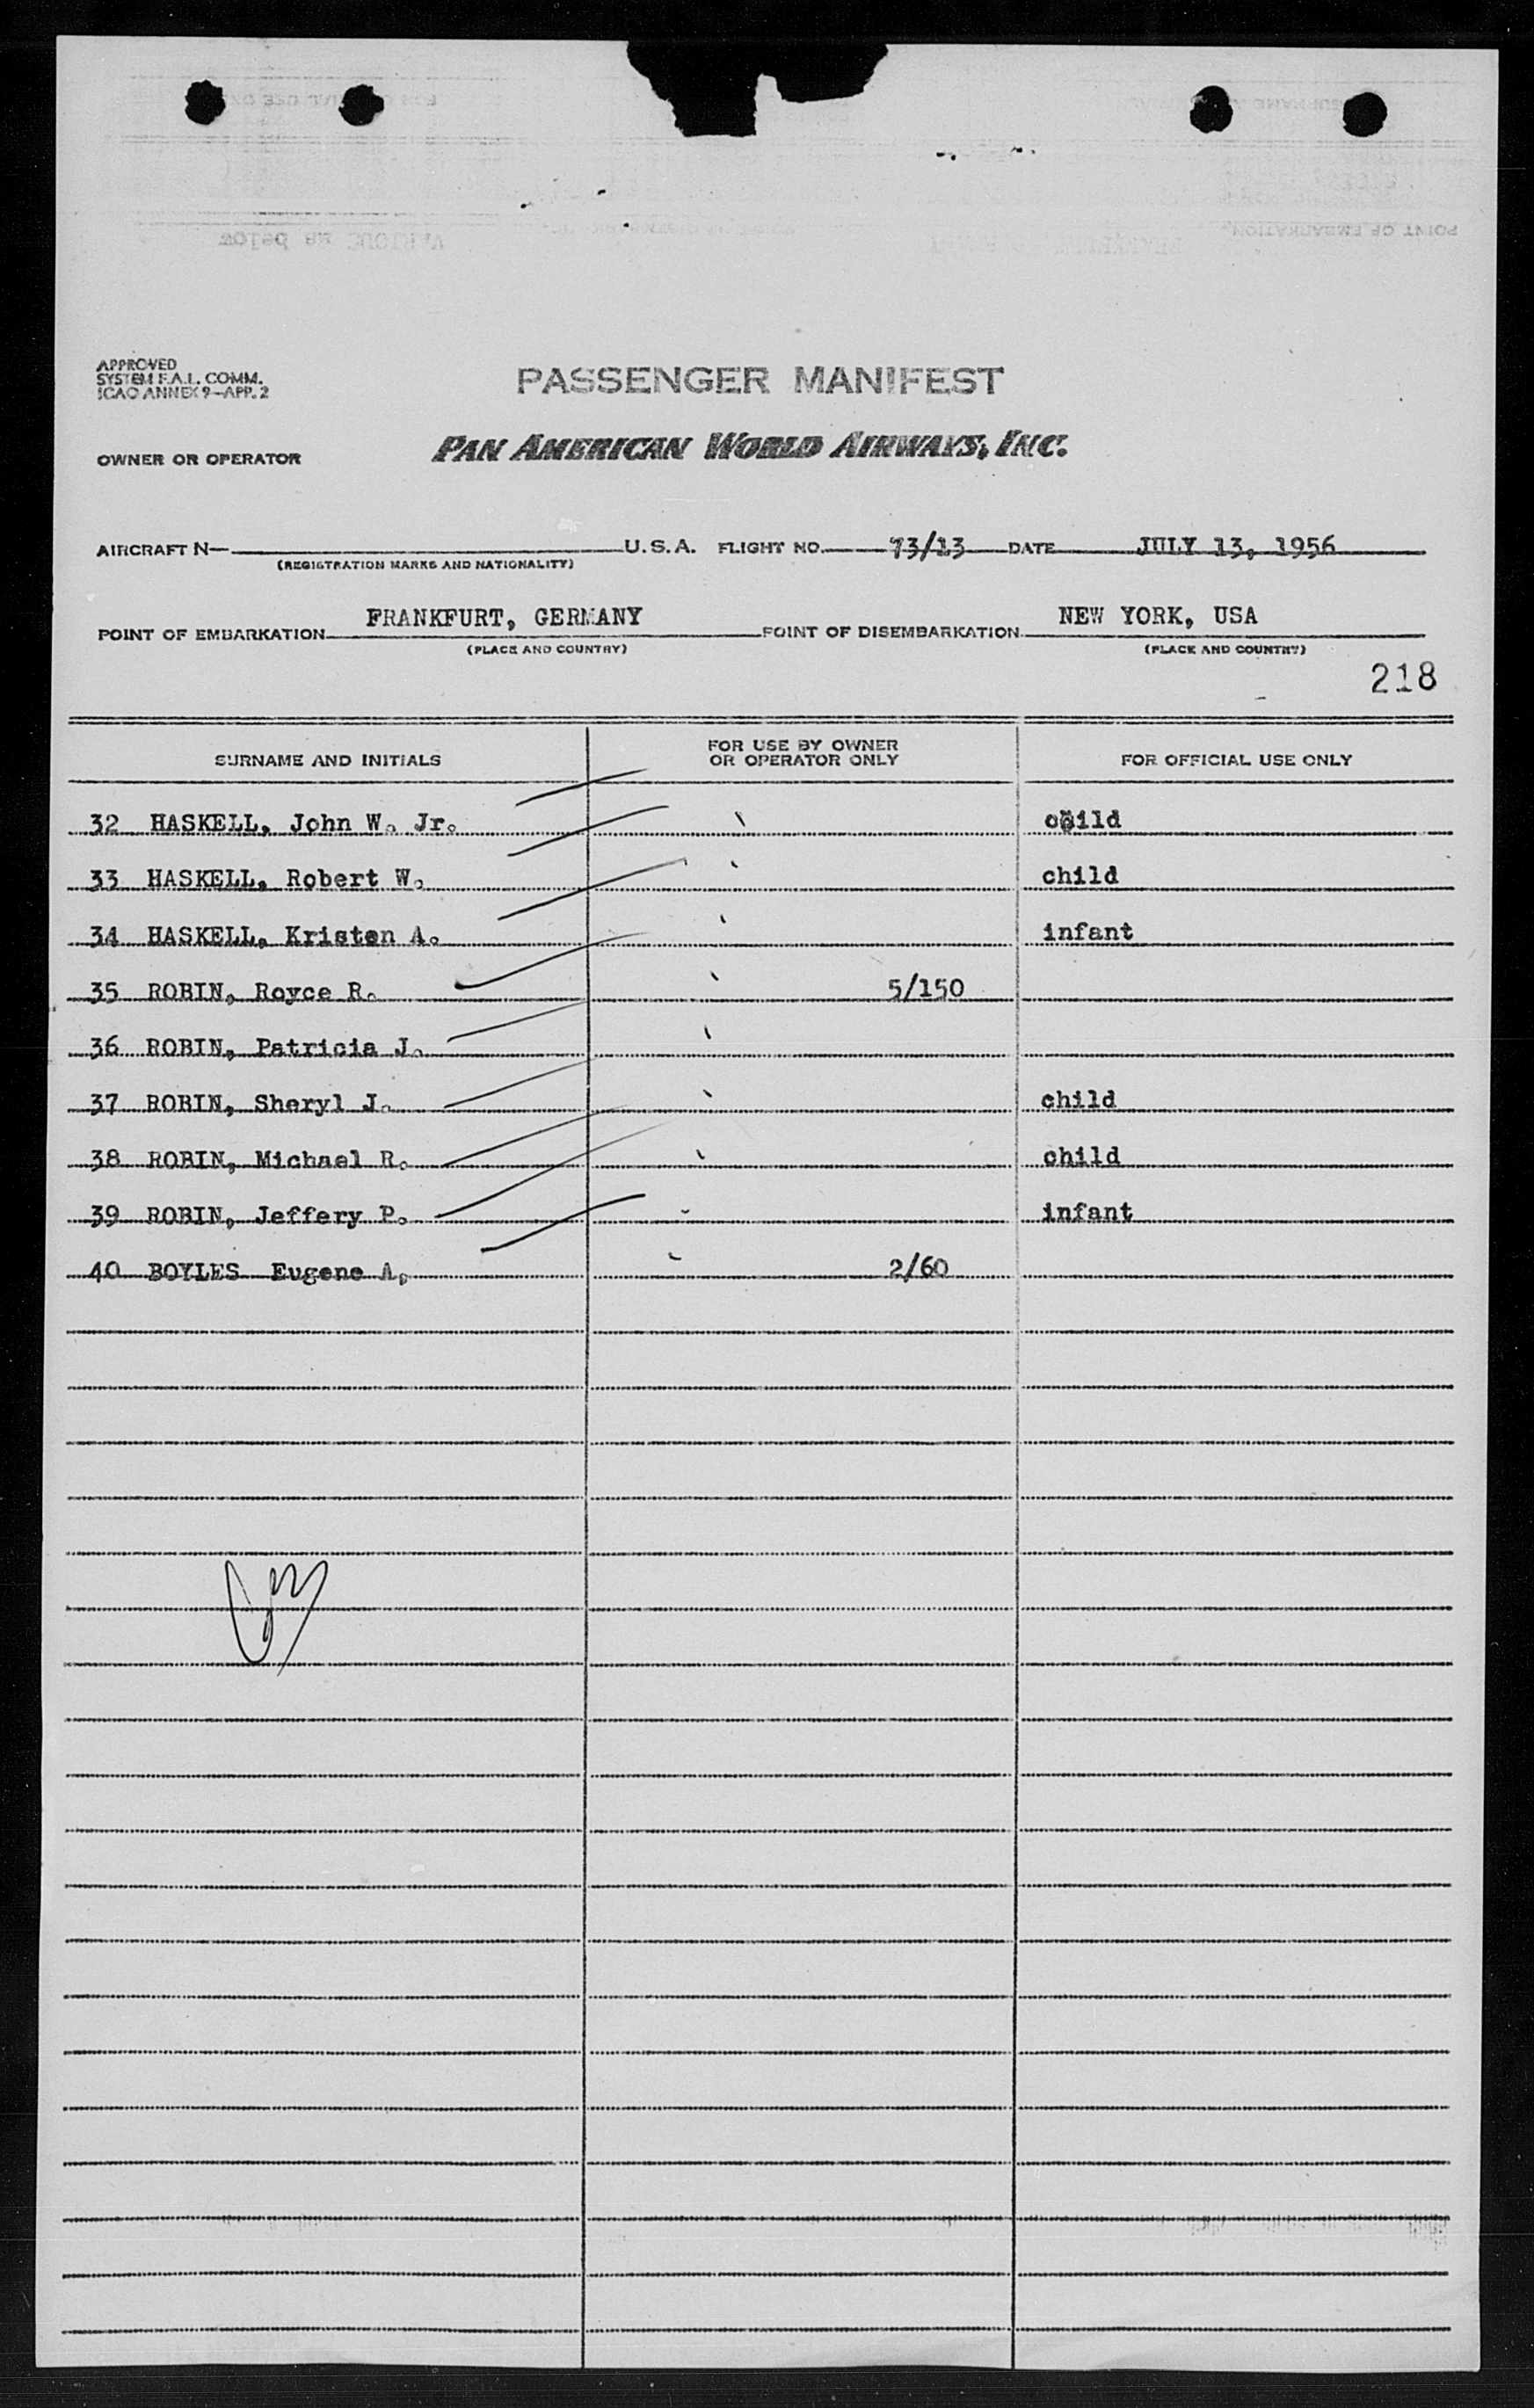 APPROVED
SYSTEM F.A.L. COMM.
ICAO ANNEX 9-APP. 2
PASSENGER MANIFEST
OWNER OR OPERATOR PAN AMERICAN WORLD AIRWAYS, INC.
AIRCRAFT N— U.S.A. FLIGHT NO. 73/13 DATE JULY 13, 1956
(REGISTRATION MARKS AND NATIONALITY)
POINT OF EMBARKATION FRANKFURT, GERMANY POINT OF DISEMBARKATION NEW YORK, USA
(PLACE AND COUNTRY) (PLACE AND COUNTRY)
218
SURNAME AND INITIALS FOR USE BY OWNER OR OPERATOR ONLY FOR OFFICIAL USE ONLY
32 HASKELL, John W. Jr. child
33 HASKELL, Robert W. child
34 HASKELL, Kristen A. infant
35 ROBIN, Royce R. 5/150
36 ROBIN, Patricia J.
37 ROBIN, Sheryl J. child
38 ROBIN, Michael R. child
39 ROBIN, Jeffery P. infant
40 BOYLES Eugene A. 2/60